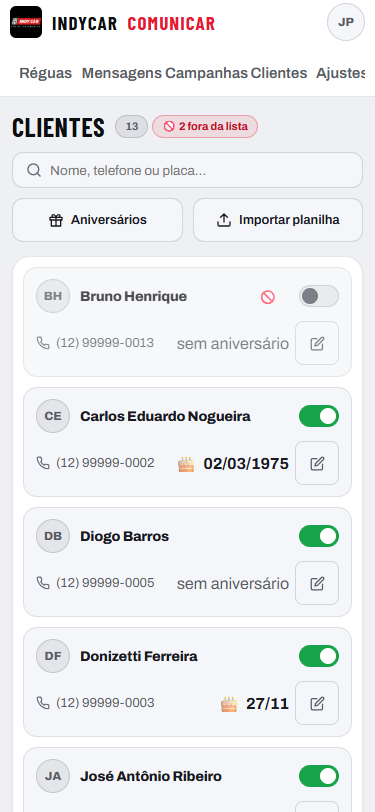 INDYCAR COMUNICAR
JP
Réguas Mensagens Campanhas Clientes Ajustes
CLIENTES 13 2 fora da lista
Nome, telefone ou placa...
Aniversários Importar planilha
BH Bruno Henrique
(12) 99999-0013 sem aniversário
CE Carlos Eduardo Nogueira
(12) 99999-0002 02/03/1975
DB Diogo Barros
(12) 99999-0005 sem aniversário
DF Donizetti Ferreira
(12) 99999-0003 27/11
JA José Antônio Ribeiro